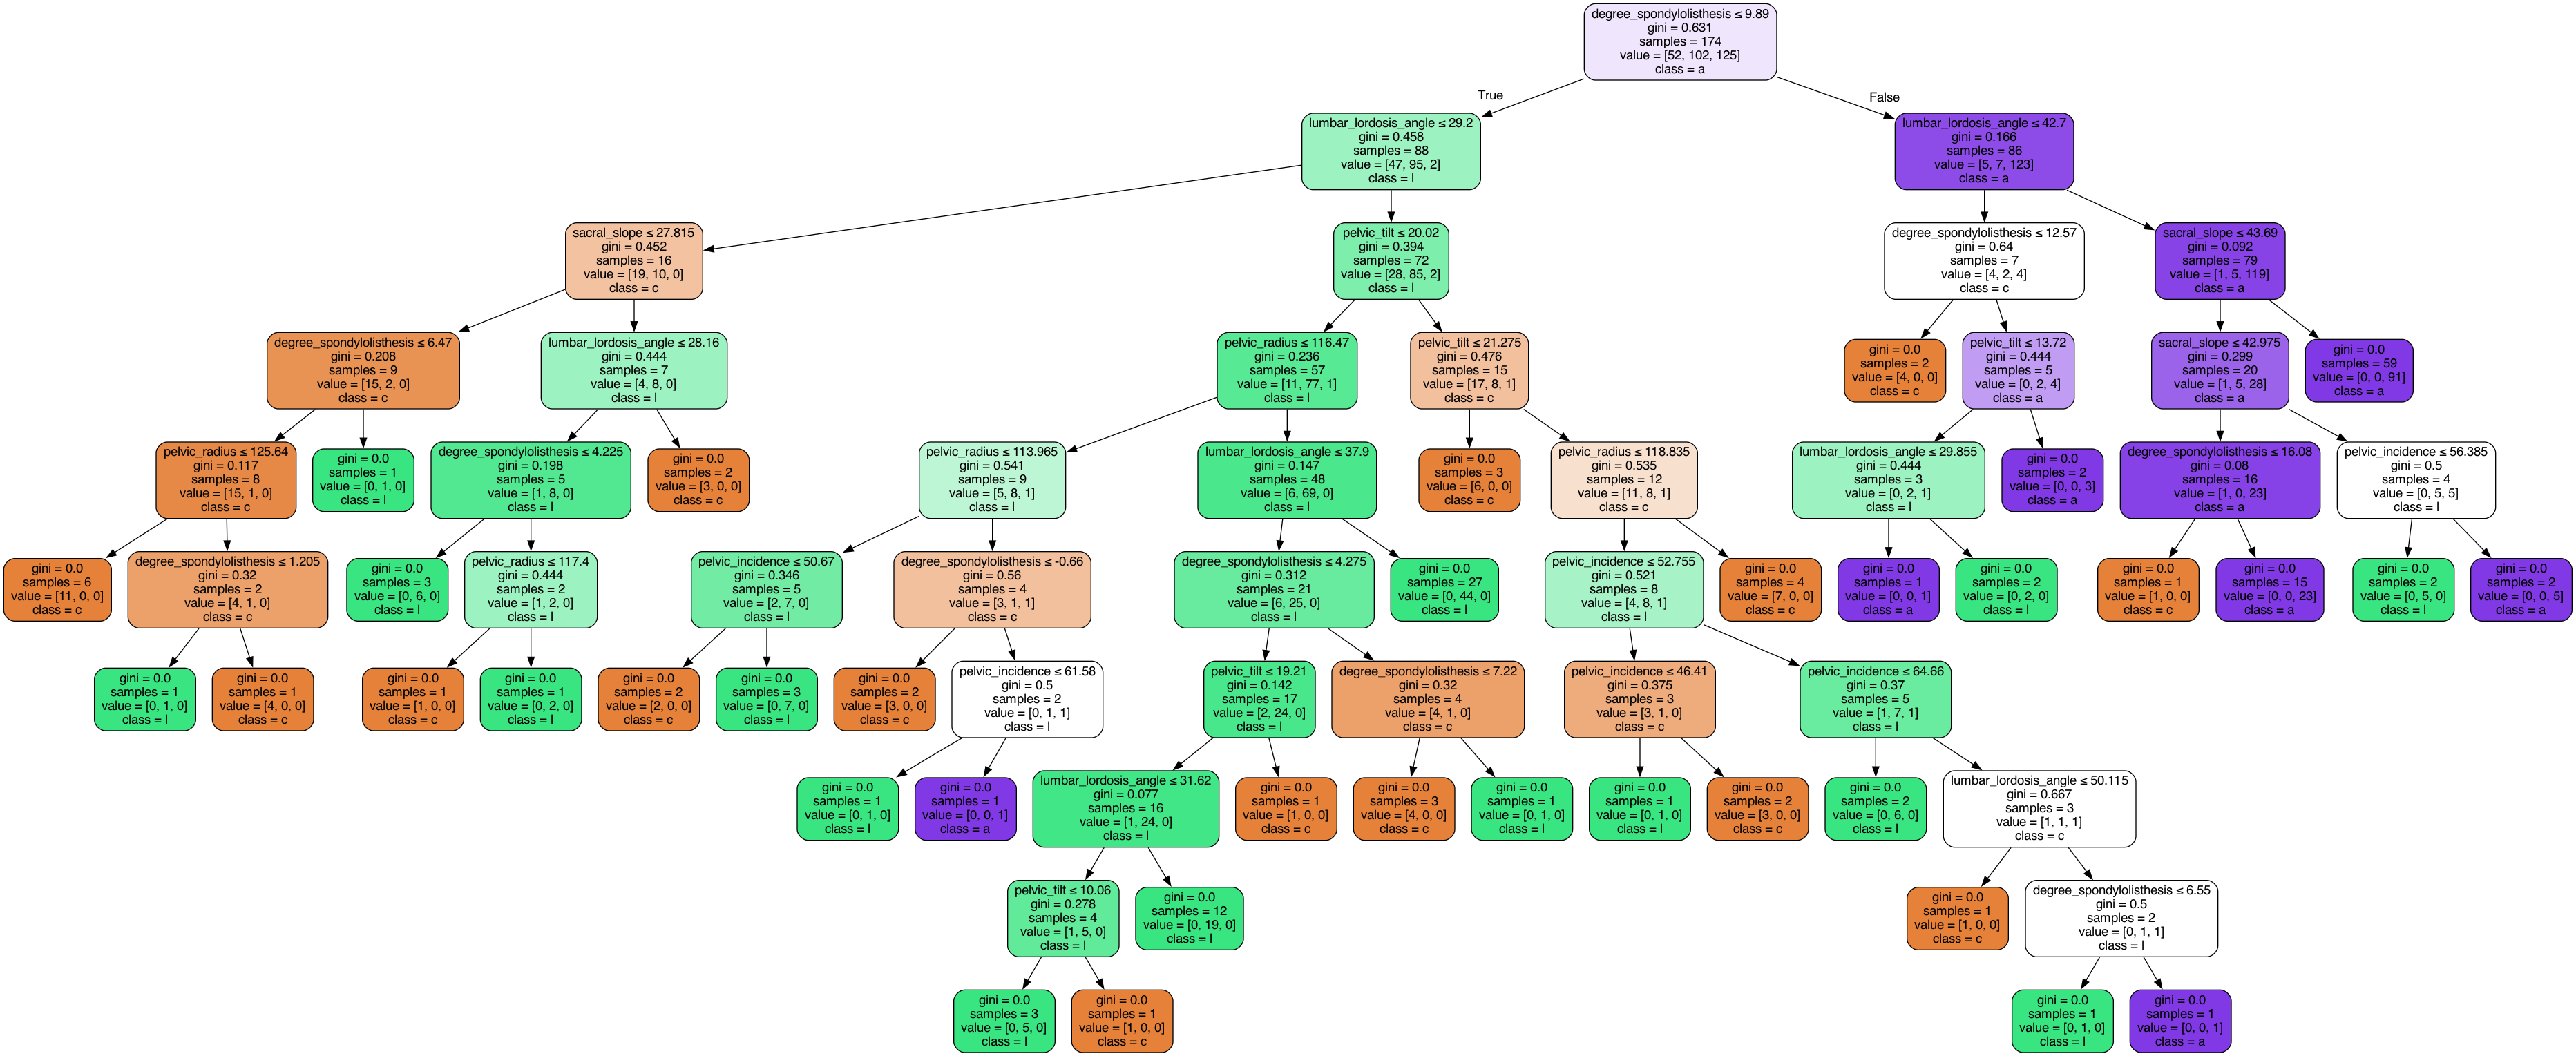 degree_spondylolisthesis ≤ 9.89
gini = 0.631
samples = 174
value = [52, 102, 125]
class = a
True
False
lumbar_lordosis_angle ≤ 29.2
gini = 0.458
samples = 88
value = [47, 95, 2]
class = l
lumbar_lordosis_angle ≤ 42.7
gini = 0.166
samples = 86
value = [5, 7, 123]
class = a
sacral_slope ≤ 27.815
gini = 0.452
samples = 16
value = [19, 10, 0]
class = c
pelvic_tilt ≤ 20.02
gini = 0.394
samples = 72
value = [28, 85, 2]
class = l
degree_spondylolisthesis ≤ 12.57
gini = 0.64
samples = 7
value = [4, 2, 4]
class = c
sacral_slope ≤ 43.69
gini = 0.092
samples = 79
value = [1, 5, 119]
class = a
degree_spondylolisthesis ≤ 6.47
gini = 0.208
samples = 9
value = [15, 2, 0]
class = c
lumbar_lordosis_angle ≤ 28.16
gini = 0.444
samples = 7
value = [4, 8, 0]
class = l
pelvic_radius ≤ 116.47
gini = 0.236
samples = 57
value = [11, 77, 1]
class = l
pelvic_tilt ≤ 21.275
gini = 0.476
samples = 15
value = [17, 8, 1]
class = c
gini = 0.0
samples = 2
value = [4, 0, 0]
class = c
pelvic_tilt ≤ 13.72
gini = 0.444
samples = 5
value = [0, 2, 4]
class = a
sacral_slope ≤ 42.975
gini = 0.299
samples = 20
value = [1, 5, 28]
class = a
gini = 0.0
samples = 59
value = [0, 0, 91]
class = a
pelvic_radius ≤ 125.64
gini = 0.117
samples = 8
value = [15, 1, 0]
class = c
gini = 0.0
samples = 1
value = [0, 1, 0]
class = l
degree_spondylolisthesis ≤ 4.225
gini = 0.198
samples = 5
value = [1, 8, 0]
class = l
gini = 0.0
samples = 2
value = [3, 0, 0]
class = c
pelvic_radius ≤ 113.965
gini = 0.541
samples = 9
value = [5, 8, 1]
class = l
lumbar_lordosis_angle ≤ 37.9
gini = 0.147
samples = 48
value = [6, 69, 0]
class = l
gini = 0.0
samples = 3
value = [6, 0, 0]
class = c
pelvic_radius ≤ 118.835
gini = 0.535
samples = 12
value = [11, 8, 1]
class = c
lumbar_lordosis_angle ≤ 29.855
gini = 0.444
samples = 3
value = [0, 2, 1]
class = l
gini = 0.0
samples = 2
value = [0, 0, 3]
class = a
degree_spondylolisthesis ≤ 16.08
gini = 0.08
samples = 16
value = [1, 0, 23]
class = a
pelvic_incidence ≤ 56.385
gini = 0.5
samples = 4
value = [0, 5, 5]
class = l
gini = 0.0
samples = 6
value = [11, 0, 0]
class = c
degree_spondylolisthesis ≤ 1.205
gini = 0.32
samples = 2
value = [4, 1, 0]
class = c
gini = 0.0
samples = 3
value = [0, 6, 0]
class = l
pelvic_radius ≤ 117.4
gini = 0.444
samples = 2
value = [1, 2, 0]
class = l
pelvic_incidence ≤ 50.67
gini = 0.346
samples = 5
value = [2, 7, 0]
class = l
degree_spondylolisthesis ≤ -0.66
gini = 0.56
samples = 4
value = [3, 1, 1]
class = c
degree_spondylolisthesis ≤ 4.275
gini = 0.312
samples = 21
value = [6, 25, 0]
class = l
gini = 0.0
samples = 27
value = [0, 44, 0]
class = l
pelvic_incidence ≤ 52.755
gini = 0.521
samples = 8
value = [4, 8, 1]
class = l
gini = 0.0
samples = 4
value = [7, 0, 0]
class = c
gini = 0.0
samples = 1
value = [0, 0, 1]
class = a
gini = 0.0
samples = 2
value = [0, 2, 0]
class = l
gini = 0.0
samples = 1
value = [1, 0, 0]
class = c
gini = 0.0
samples = 15
value = [0, 0, 23]
class = a
gini = 0.0
samples = 2
value = [0, 5, 0]
class = l
gini = 0.0
samples = 2
value = [0, 0, 5]
class = a
gini = 0.0
samples = 1
value = [0, 1, 0]
class = l
gini = 0.0
samples = 1
value = [4, 0, 0]
class = c
gini = 0.0
samples = 1
value = [1, 0, 0]
class = c
gini = 0.0
samples = 1
value = [0, 2, 0]
class = l
gini = 0.0
samples = 2
value = [2, 0, 0]
class = c
gini = 0.0
samples = 3
value = [0, 7, 0]
class = l
gini = 0.0
samples = 2
value = [3, 0, 0]
class = c
pelvic_incidence ≤ 61.58
gini = 0.5
samples = 2
value = [0, 1, 1]
class = l
pelvic_tilt ≤ 19.21
gini = 0.142
samples = 17
value = [2, 24, 0]
class = l
degree_spondylolisthesis ≤ 7.22
gini = 0.32
samples = 4
value = [4, 1, 0]
class = c
pelvic_incidence ≤ 46.41
gini = 0.375
samples = 3
value = [3, 1, 0]
class = c
pelvic_incidence ≤ 64.66
gini = 0.37
samples = 5
value = [1, 7, 1]
class = l
gini = 0.0
samples = 1
value = [0, 1, 0]
class = l
gini = 0.0
samples = 1
value = [0, 0, 1]
class = a
lumbar_lordosis_angle ≤ 31.62
gini = 0.077
samples = 16
value = [1, 24, 0]
class = l
gini = 0.0
samples = 1
value = [1, 0, 0]
class = c
gini = 0.0
samples = 3
value = [4, 0, 0]
class = c
gini = 0.0
samples = 1
value = [0, 1, 0]
class = l
gini = 0.0
samples = 1
value = [0, 1, 0]
class = l
gini = 0.0
samples = 2
value = [3, 0, 0]
class = c
gini = 0.0
samples = 2
value = [0, 6, 0]
class = l
lumbar_lordosis_angle ≤ 50.115
gini = 0.667
samples = 3
value = [1, 1, 1]
class = c
pelvic_tilt ≤ 10.06
gini = 0.278
samples = 4
value = [1, 5, 0]
class = l
gini = 0.0
samples = 12
value = [0, 19, 0]
class = l
gini = 0.0
samples = 1
value = [1, 0, 0]
class = c
degree_spondylolisthesis ≤ 6.55
gini = 0.5
samples = 2
value = [0, 1, 1]
class = l
gini = 0.0
samples = 3
value = [0, 5, 0]
class = l
gini = 0.0
samples = 1
value = [1, 0, 0]
class = c
gini = 0.0
samples = 1
value = [0, 1, 0]
class = l
gini = 0.0
samples = 1
value = [0, 0, 1]
class = a